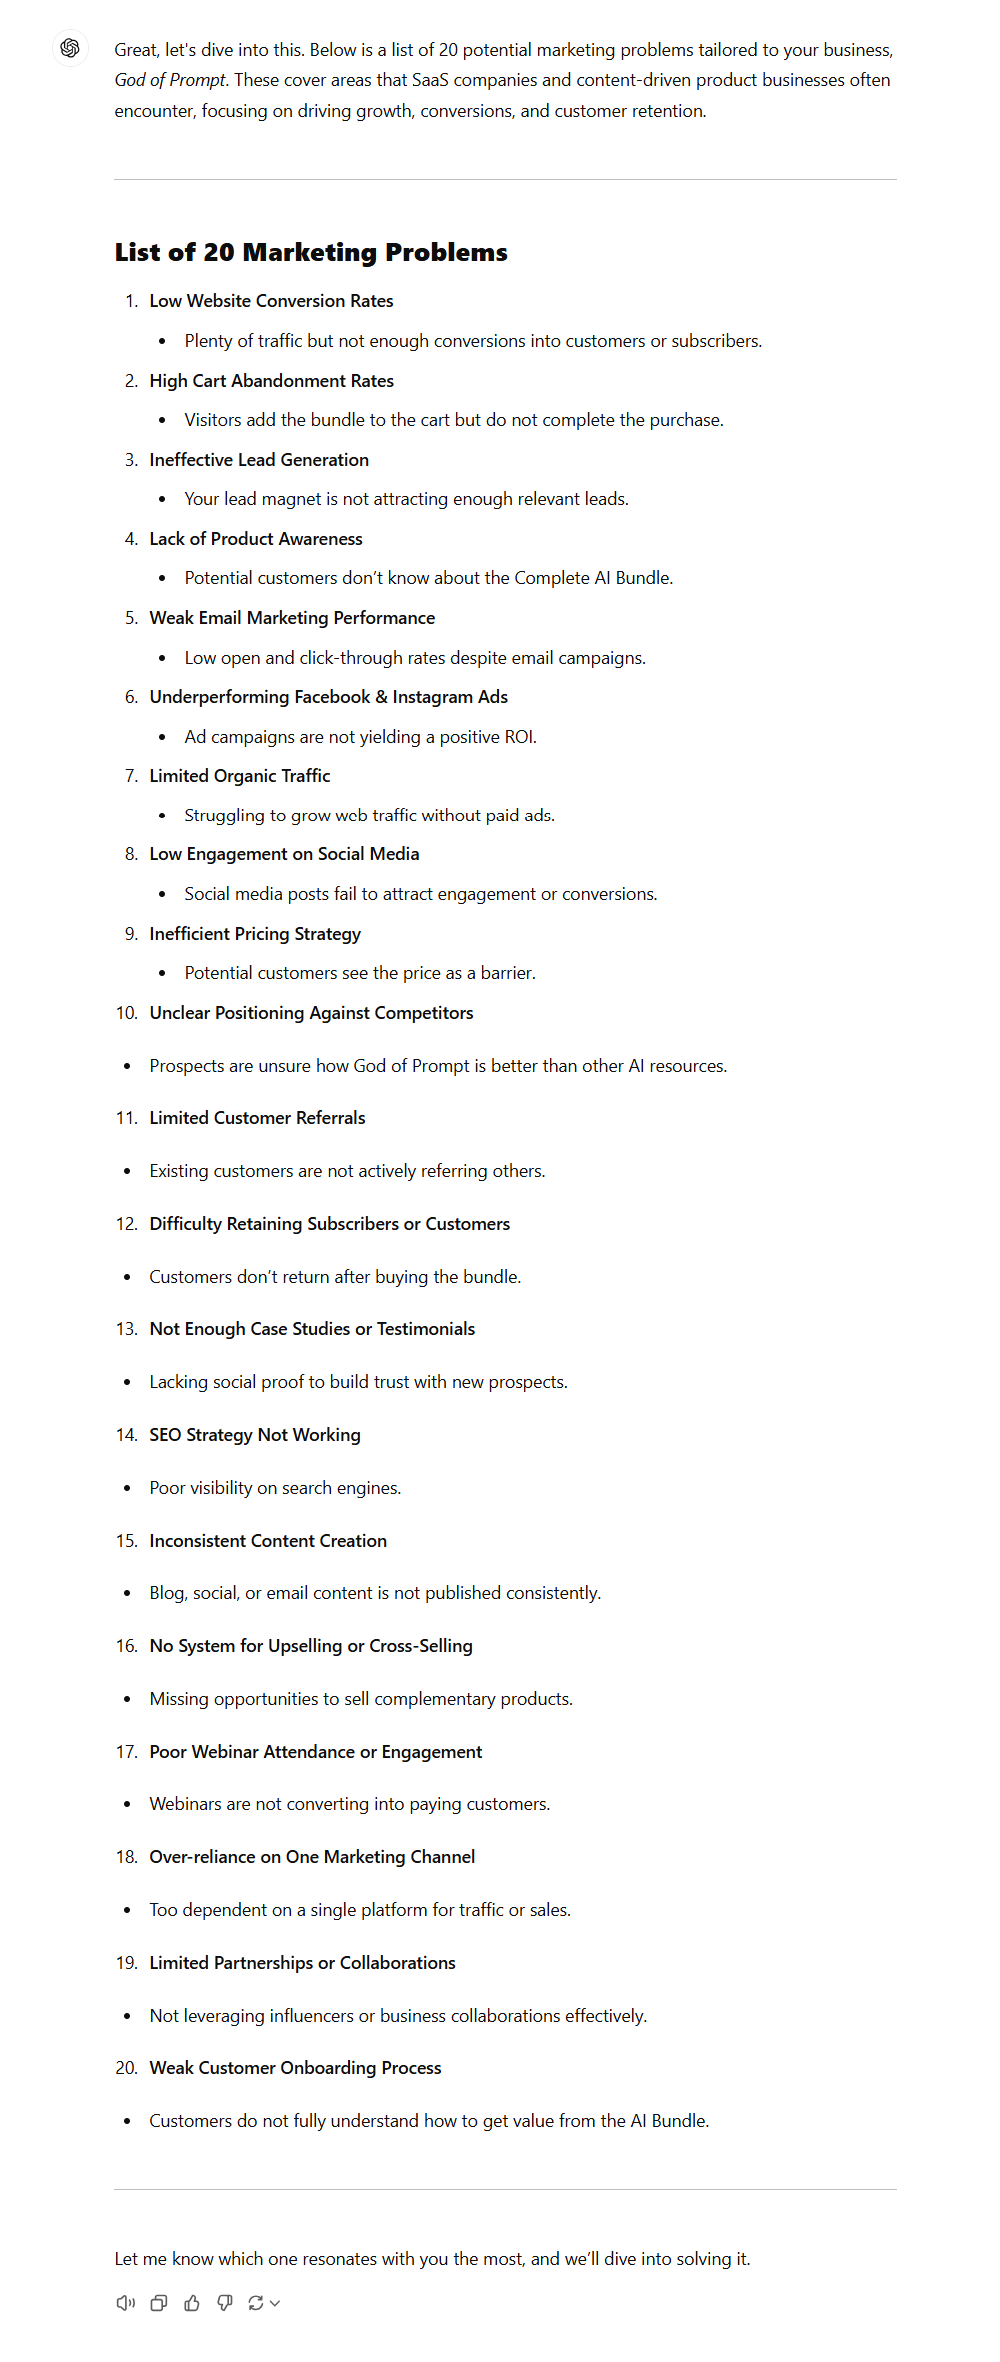 Great, let's dive into this. Below is a list of 20 potential marketing problems tailored to your business,
God of Prompt. These cover areas that SaaS companies and content-driven product businesses often
encounter, focusing on driving growth, conversions, and customer retention.
List of 20 Marketing Problems
1. Low Website Conversion Rates
• Plenty of traffic but not enough conversions into customers or subscribers.
2. High Cart Abandonment Rates
• Visitors add the bundle to the cart but do not complete the purchase.
3. Ineffective Lead Generation
• Your lead magnet is not attracting enough relevant leads.
4. Lack of Product Awareness
• Potential customers don’t know about the Complete AI Bundle.
5. Weak Email Marketing Performance
• Low open and click-through rates despite email campaigns.
6. Underperforming Facebook & Instagram Ads
• Ad campaigns are not yielding a positive ROI.
7. Limited Organic Traffic
• Struggling to grow web traffic without paid ads.
8. Low Engagement on Social Media
• Social media posts fail to attract engagement or conversions.
9. Inefficient Pricing Strategy
• Potential customers see the price as a barrier.
10. Unclear Positioning Against Competitors
• Prospects are unsure how God of Prompt is better than other AI resources.
11. Limited Customer Referrals
• Existing customers are not actively referring others.
12. Difficulty Retaining Subscribers or Customers
• Customers don’t return after buying the bundle.
13. Not Enough Case Studies or Testimonials
• Lacking social proof to build trust with new prospects.
14. SEO Strategy Not Working
• Poor visibility on search engines.
15. Inconsistent Content Creation
• Blog, social, or email content is not published consistently.
16. No System for Upselling or Cross-Selling
• Missing opportunities to sell complementary products.
17. Poor Webinar Attendance or Engagement
• Webinars are not converting into paying customers.
18. Over-reliance on One Marketing Channel
• Too dependent on a single platform for traffic or sales.
19. Limited Partnerships or Collaborations
• Not leveraging influencers or business collaborations effectively.
20. Weak Customer Onboarding Process
• Customers do not fully understand how to get value from the AI Bundle.
Let me know which one resonates with you the most, and we’ll dive into solving it.